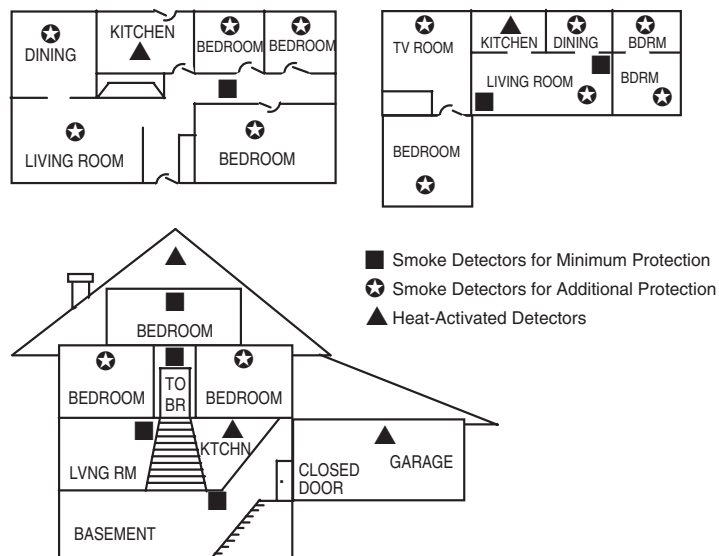 DINING
KITCHEN
BEDROOM
BEDROOM
LIVING ROOM
BEDROOM
TV ROOM
KITCHEN
DINING
BDRM
LIVING ROOM
BDRM
BEDROOM
Smoke Detectors for Minimum Protection
Smoke Detectors for Additional Protection
Heat-Activated Detectors
BEDROOM
BEDROOM
TO
BR
BEDROOM
LVNG RM
KTCHN
CLOSED
DOOR
GARAGE
BASEMENT